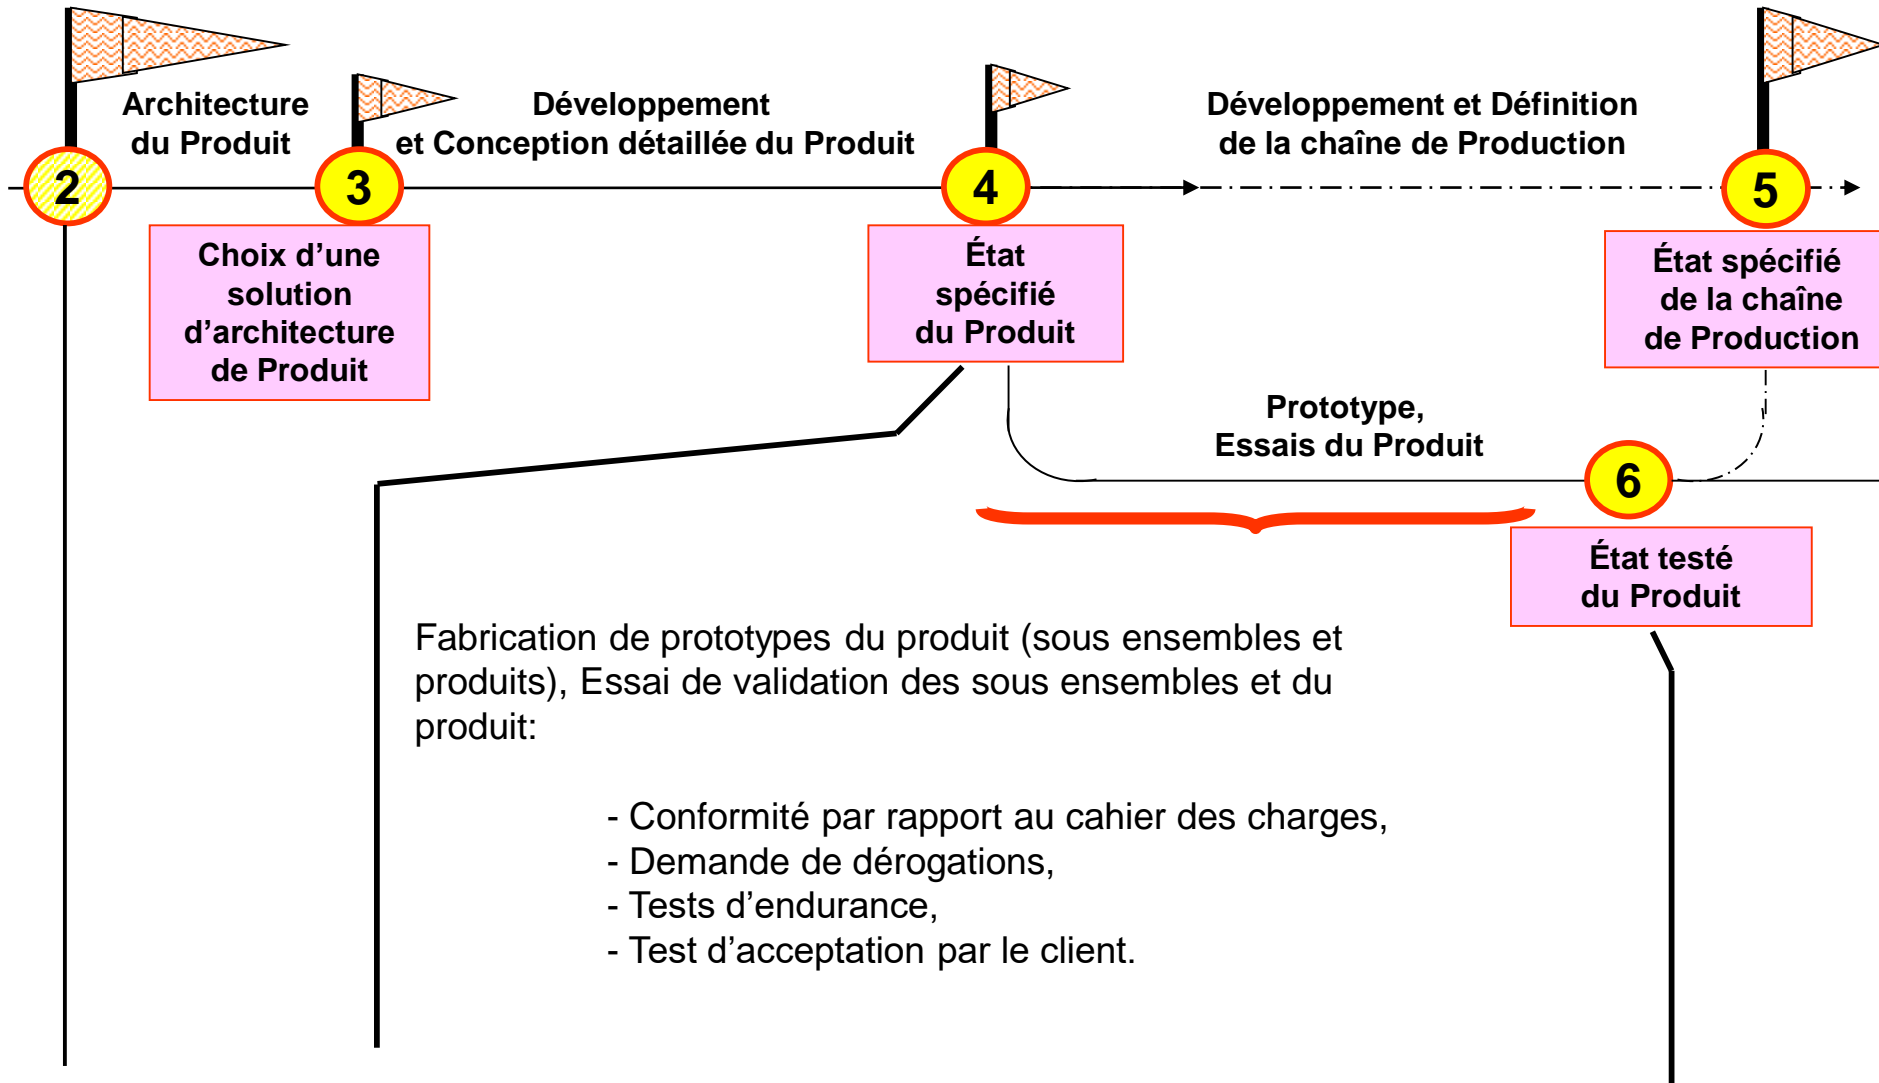 Architecture
du Produit
Développement
et Conception détaillée du Produit
Développement et Définition
de la chaîne de Production
2
3
4
5
Choix d’une
solution
d’architecture
de Produit
État
spécifié
du Produit
État spécifié
de la chaîne
de Production
Prototype,
Essais du Produit
6
État testé
du Produit
Fabrication de prototypes du produit (sous ensembles et
produits), Essai de validation des sous ensembles et du
produit:
- Conformité par rapport au cahier des charges,
- Demande de dérogations,
- Tests d’endurance,
- Test d’acceptation par le client.